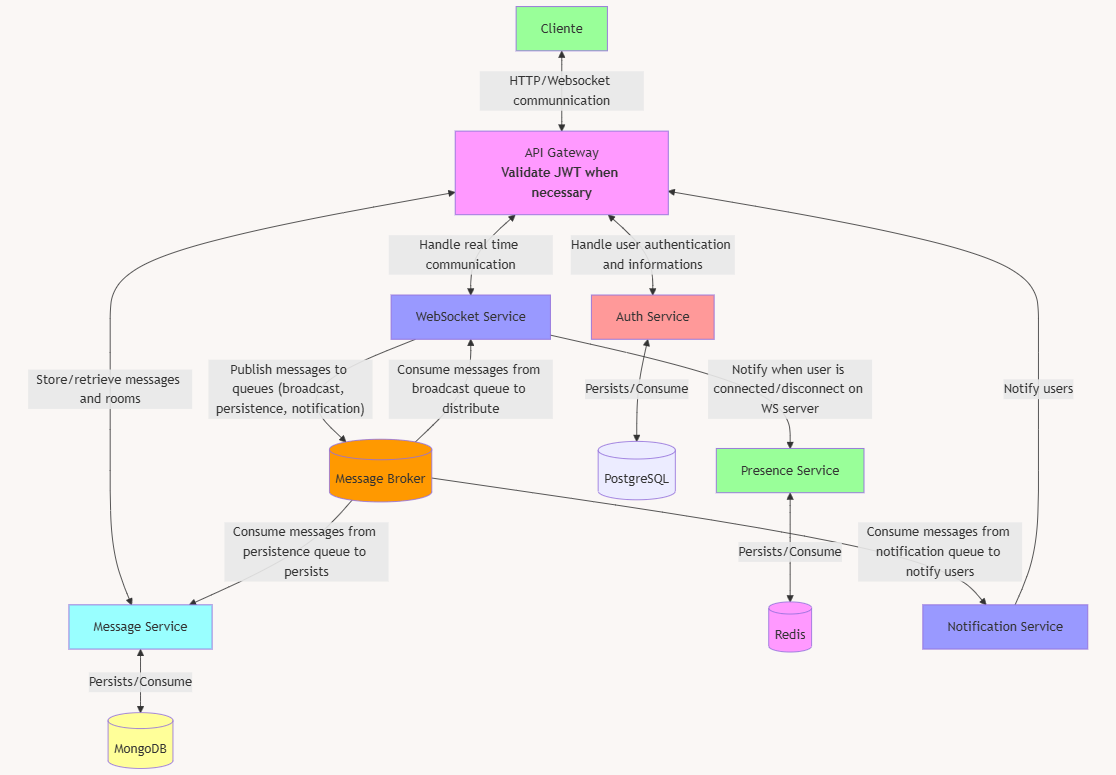 Cliente
HTTP/Websocket
communnication
API Gateway
Validate JWT when
necessary
Handle real time
communication
Handle user authentication
and informations
WebSocket Service
Auth Service
Store/retrieve messages
and rooms
Publish messages to
queues (broadcast,
persistence, notification)
Consume messages from
broadcast queue to
distribute
Persists/Consume
Notify when user is
connected/disconnect on
WS server
Notify users
Message Broker
PostgreSQL
Presence Service
Consume messages from
persistence queue to
persists
Persists/Consume
Consume messages from
notification queue to
notify users
Message Service
Redis
Notification Service
Persists/Consume
MongoDB